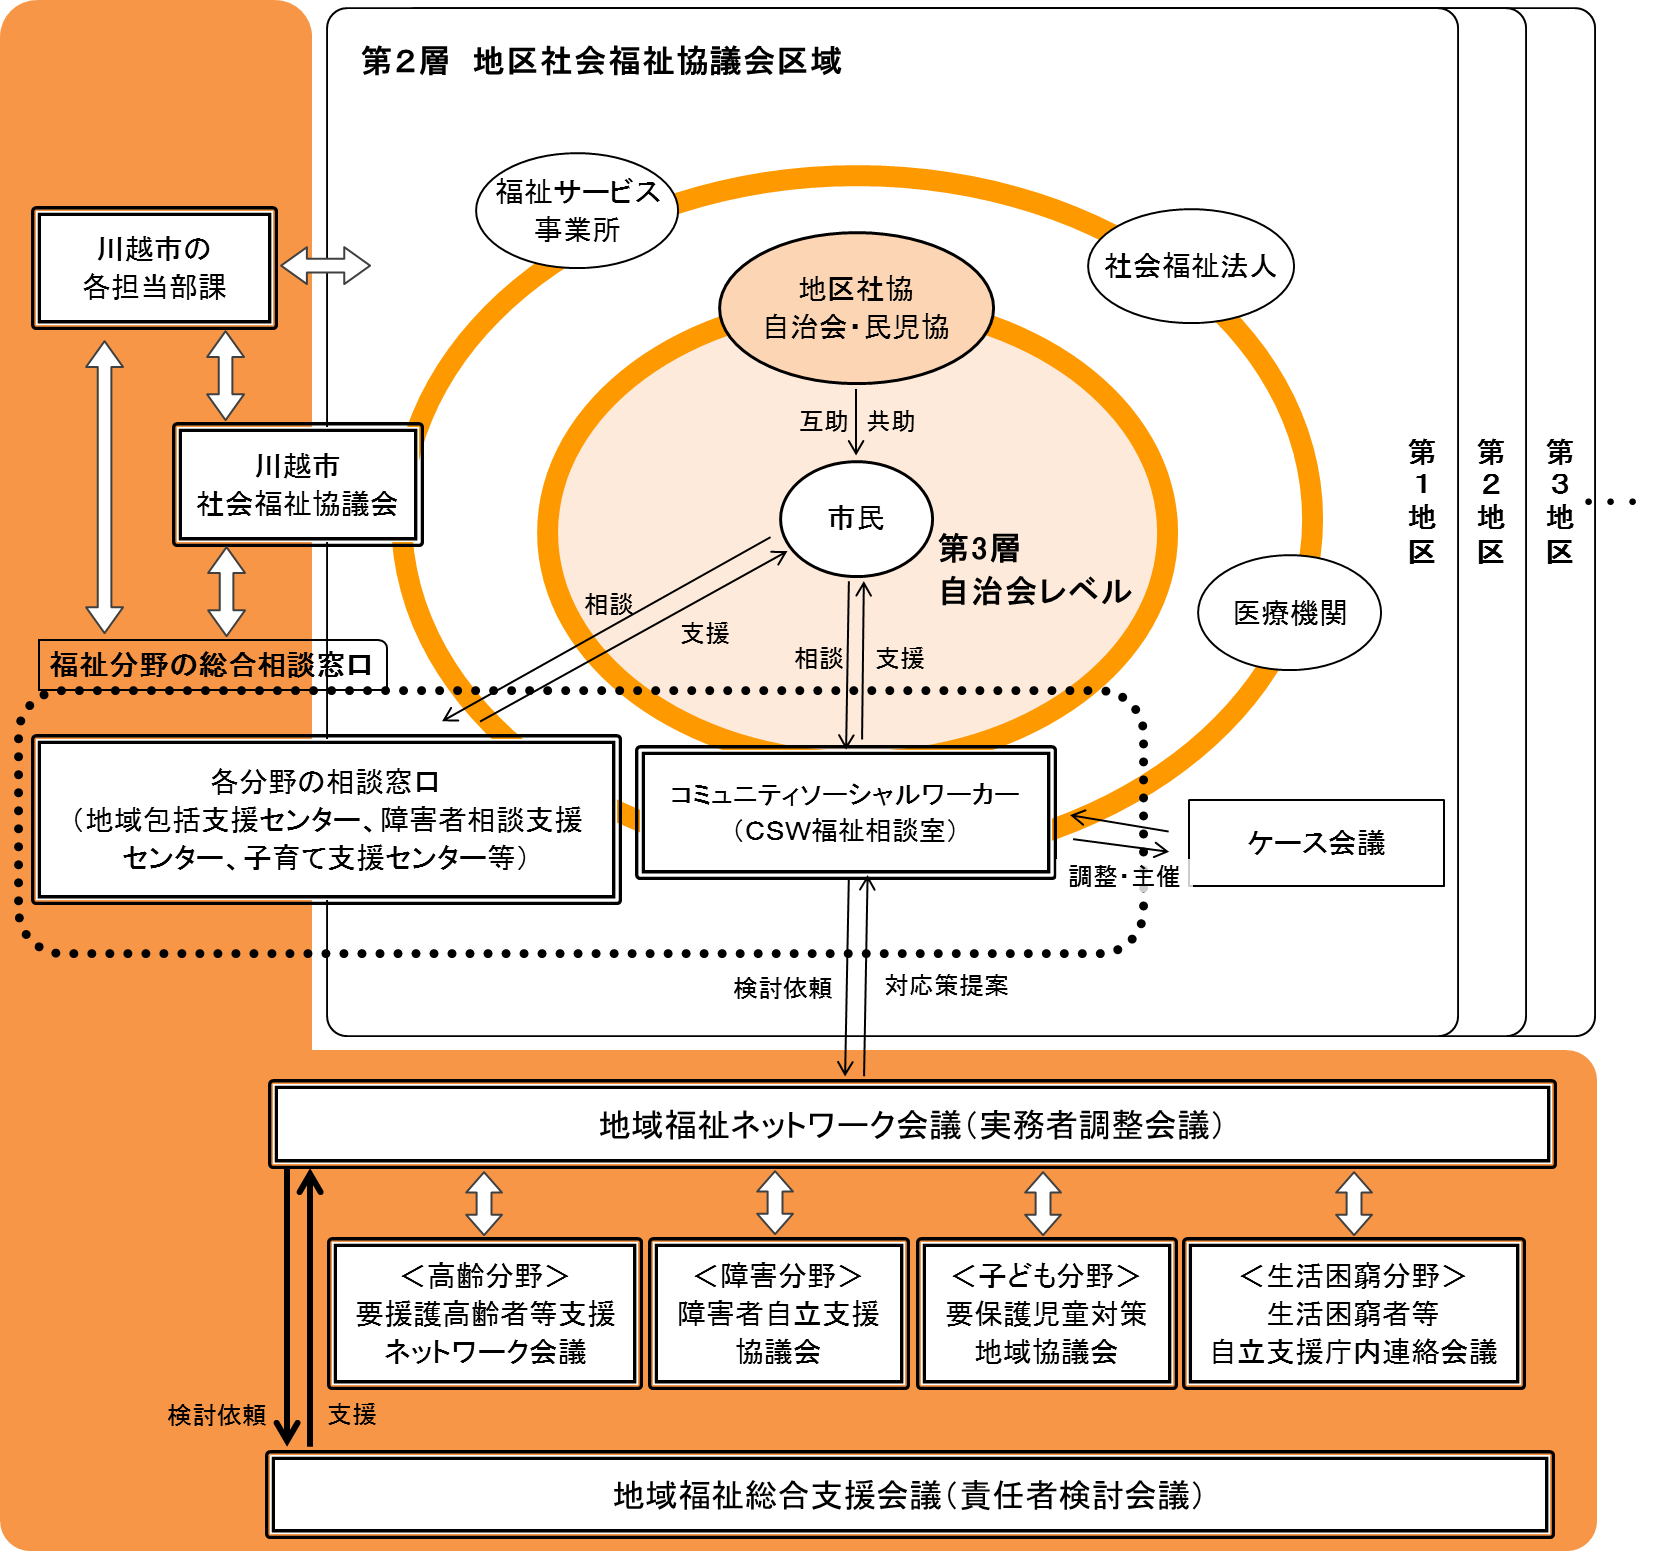 第２層　地区社会福祉協議会区域
福祉サービス
事業所
社会福祉法人
川越市の
各担当部課
地区社協
自治会・民児協
互助
共助
川越市
社会福祉協議会
市民
第3層
自治会レベル
第１地区
第２地区
第３地区
・・・
医療機関
相談
支援
相談
支援
福祉分野の総合相談窓口
各分野の相談窓口
（地域包括支援センター、障害者相談支援
センター、子育て支援センター等）
コミュニティソーシャルワーカー
（ＣＳＷ福祉相談室）
ケース会議
調整・主催
検討依頼
対応策提案
地域福祉ネットワーク会議（実務者調整会議）
＜高齢分野＞
要援護高齢者等支援
ネットワーク会議
＜障害分野＞
障害者自立支援
協議会
＜子ども分野＞
要保護児童対策
地域協議会
＜生活困窮分野＞
生活困窮者等
自立支援庁内連絡会議
検討依頼
支援
地域福祉総合支援会議（責任者検討会議）